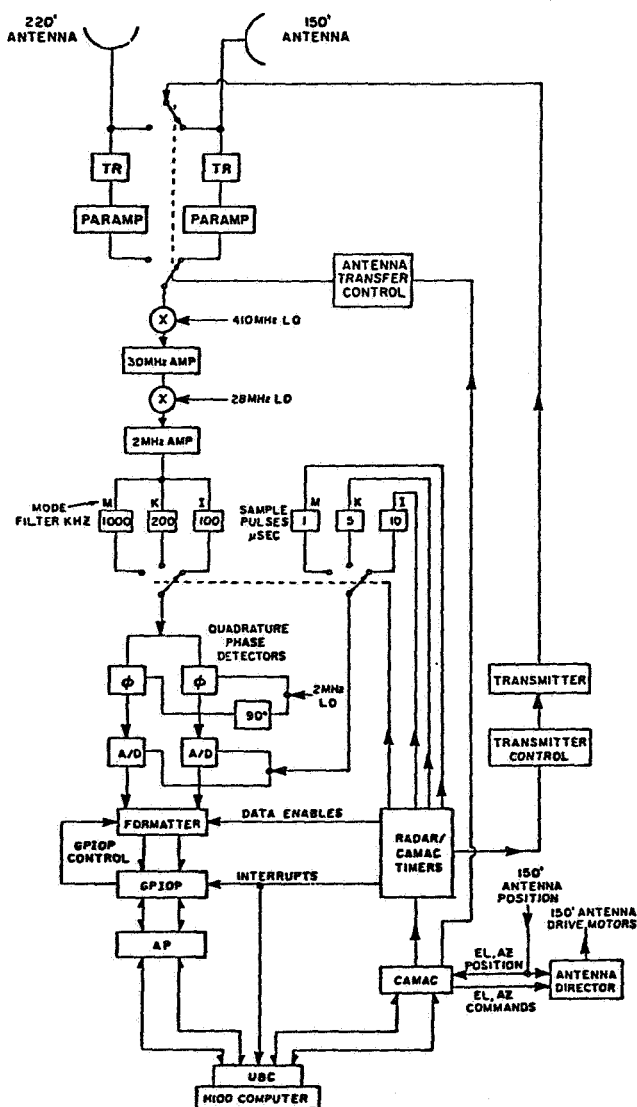 220' ANTENNA
150' ANTENNA
TR
TR
PARAMP
PARAMP
ANTENNA
TRANSFER
CONTROL
X
410MHz LO
30MHz AMP
X
28MHz LO
2MHz AMP
MODE
FILTER KHZ
M
K
I
1000
200
100
SAMPLE
PULSES
μSEC
M
K
I
1
5
10
QUADRATURE
PHASE
DETECTORS
ϕ
ϕ
2MHz
LO
90°
A/D
A/D
TRANSMITTER
TRANSMITTER
CONTROL
FORMATTER
DATA ENABLES
RADAR/
CAMAC
TIMERS
GPIOP
CONTROL
GPIOP
INTERRUPTS
150'
ANTENNA
POSITION
150' ANTENNA
DRIVE MOTORS
AP
EL, AZ
POSITION
CAMAC
ANTENNA
DIRECTOR
EL, AZ
COMMANDS
UBC
H100 COMPUTER